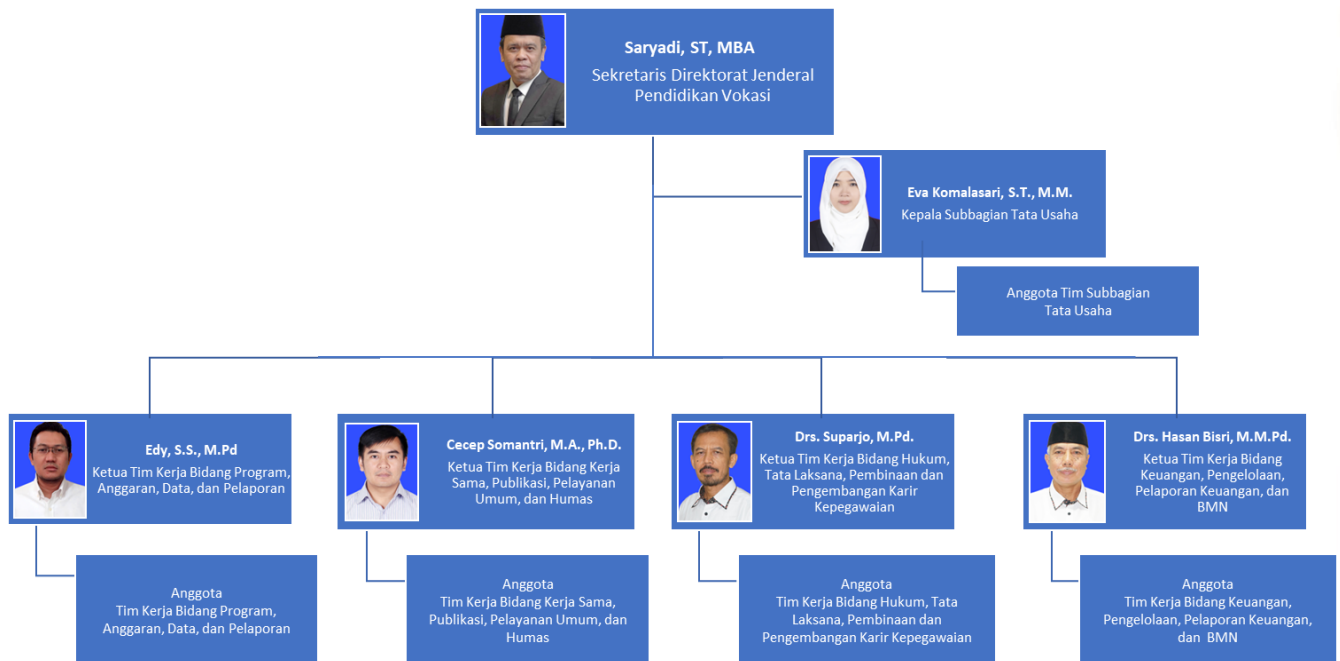 Saryadi, ST, MBA
Sekretaris Direktorat Jenderal
Pendidikan Vokasi
Eva Komalasari, S.T., M.M.
Kepala Subbagian Tata Usaha
Anggota Tim Subbagian
Tata Usaha
Edy, S.S., M.Pd
Ketua Tim Kerja Bidang Program,
Anggaran, Data, dan Pelaporan
Cecep Somantri, M.A., Ph.D.
Ketua Tim Kerja Bidang Kerja
Sama, Publikasi, Pelayanan
Umum, dan Humas
Drs. Suparjo, M.Pd.
Ketua Tim Kerja Bidang Hukum,
Tata Laksana, Pembinaan dan
Pengembangan Karir
Kepegawaian
Drs. Hasan Bisri, M.M.Pd.
Ketua Tim Kerja Bidang
Keuangan, Pengelolaan,
Pelaporan Keuangan, dan
BMN
Anggota
Tim Kerja Bidang Program,
Anggaran, Data, dan Pelaporan
Anggota
Tim Kerja Bidang Kerja Sama,
Publikasi, Pelayanan Umum, dan
Humas
Anggota
Tim Kerja Bidang Hukum, Tata
Laksana, Pembinaan dan
Pengembangan Karir Kepegawaian
Anggota
Tim Kerja Bidang Keuangan,
Pengelolaan, Pelaporan Keuangan,
dan BMN